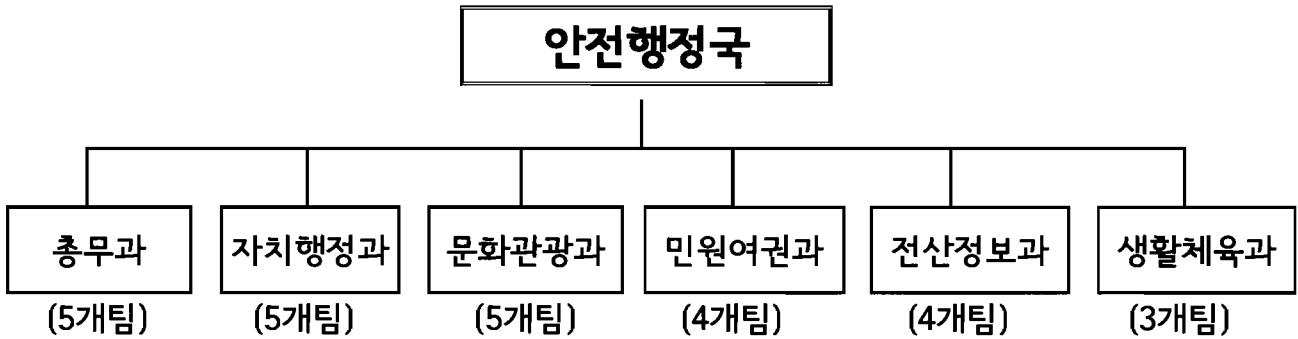 안전행정국
총무과 자치행정과 문화관광과 민원여권과 전산정보과 생활체육과
(5개팀) (5개팀) (5개팀) (4개팀) (4개팀) (3개팀)